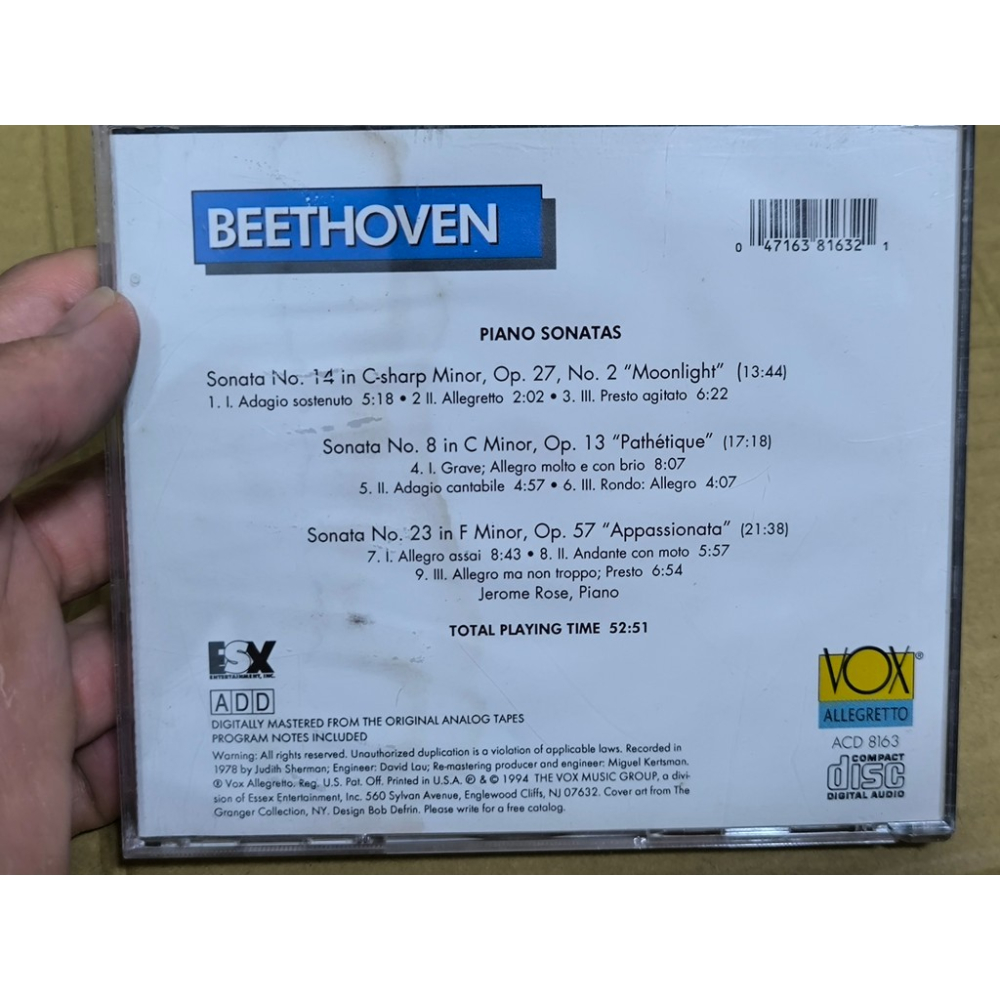 BEETHOVEN
0 47163 81632 1
PIANO SONATAS
Sonata No. 14 in C-sharp Minor, Op. 27, No. 2 “Moonlight” (13:44)
1. I. Adagio sostenuto 5:18 • 2 II. Allegretto 2:02 • 3. III. Presto agitato 6:22
Sonata No. 8 in C Minor, Op. 13 “Pathétique” (17:18)
4. I. Grave; Allegro molto e con brio 8:07
5. II. Adagio cantabile 4:57 • 6. III. Rondo: Allegro 4:07
Sonata No. 23 in F Minor, Op. 57 “Appassionata” (21:38)
7. I. Allegro assai 8:43 • 8. II. Andante con moto 5:57
9. III. Allegro ma non troppo; Presto 6:54
Jerome Rose, Piano
TOTAL PLAYING TIME 52:51
ESX
ENTERTAINMENT, INC.
ADD
DIGITALLY MASTERED FROM THE ORIGINAL ANALOG TAPES
PROGRAM NOTES INCLUDED
Warning: All rights reserved. Unauthorized duplication is a violation of applicable laws. Recorded in
1978 by Judith Sherman; Engineer: David Lau; Re-mastering producer and engineer: Miguel Kertsman.
® Vox Allegretto. Reg. U.S. Pat. Off. Printed in U.S.A. ℗ & © 1994 THE VOX MUSIC GROUP, a divi-
sion of Essex Entertainment, Inc. 560 Sylvan Avenue, Englewood Cliffs, NJ 07632. Cover art from The
Granger Collection, NY. Design Bob Defrin. Please write for a free catalog.
VOX®
ALLEGRETTO
ACD 8163
COMPACT
disc
DIGITAL AUDIO